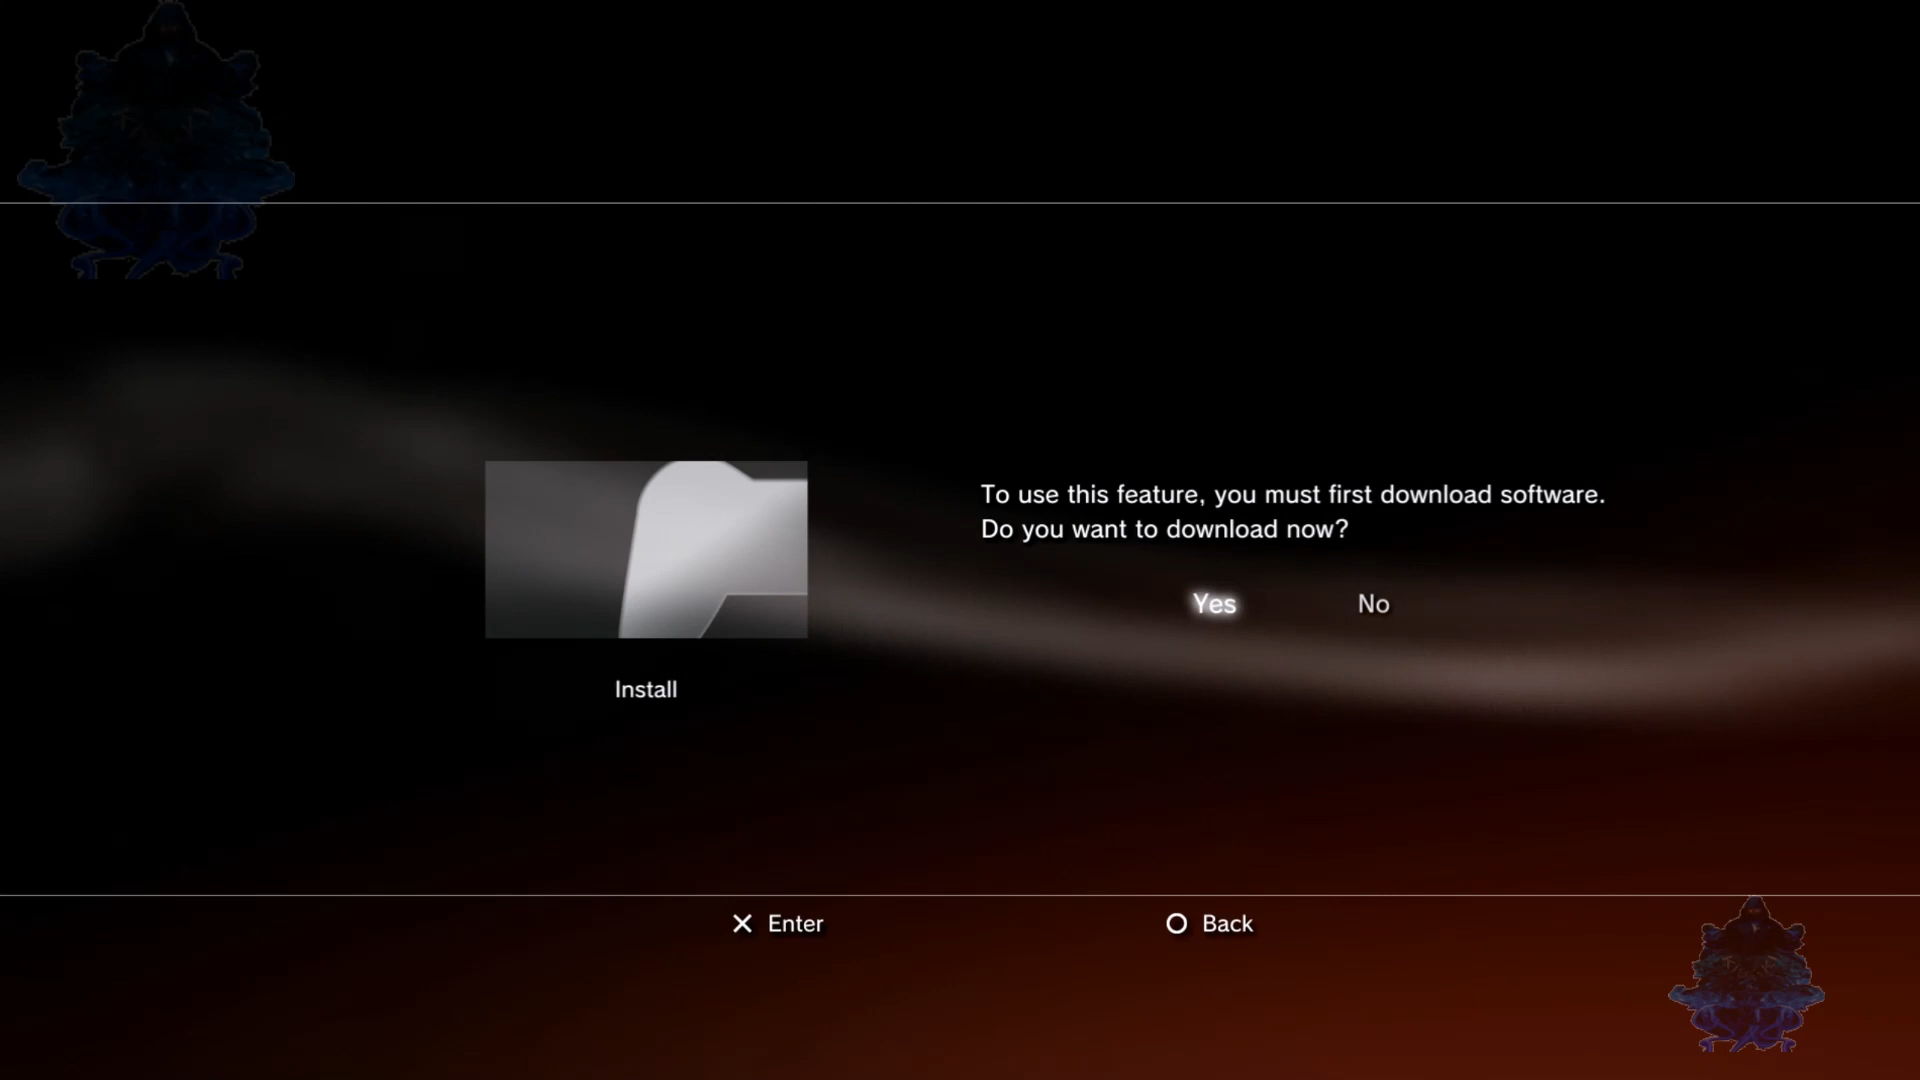 To use this feature, you must first download software.
Do you want to download now?
Yes No
Install
Enter Back